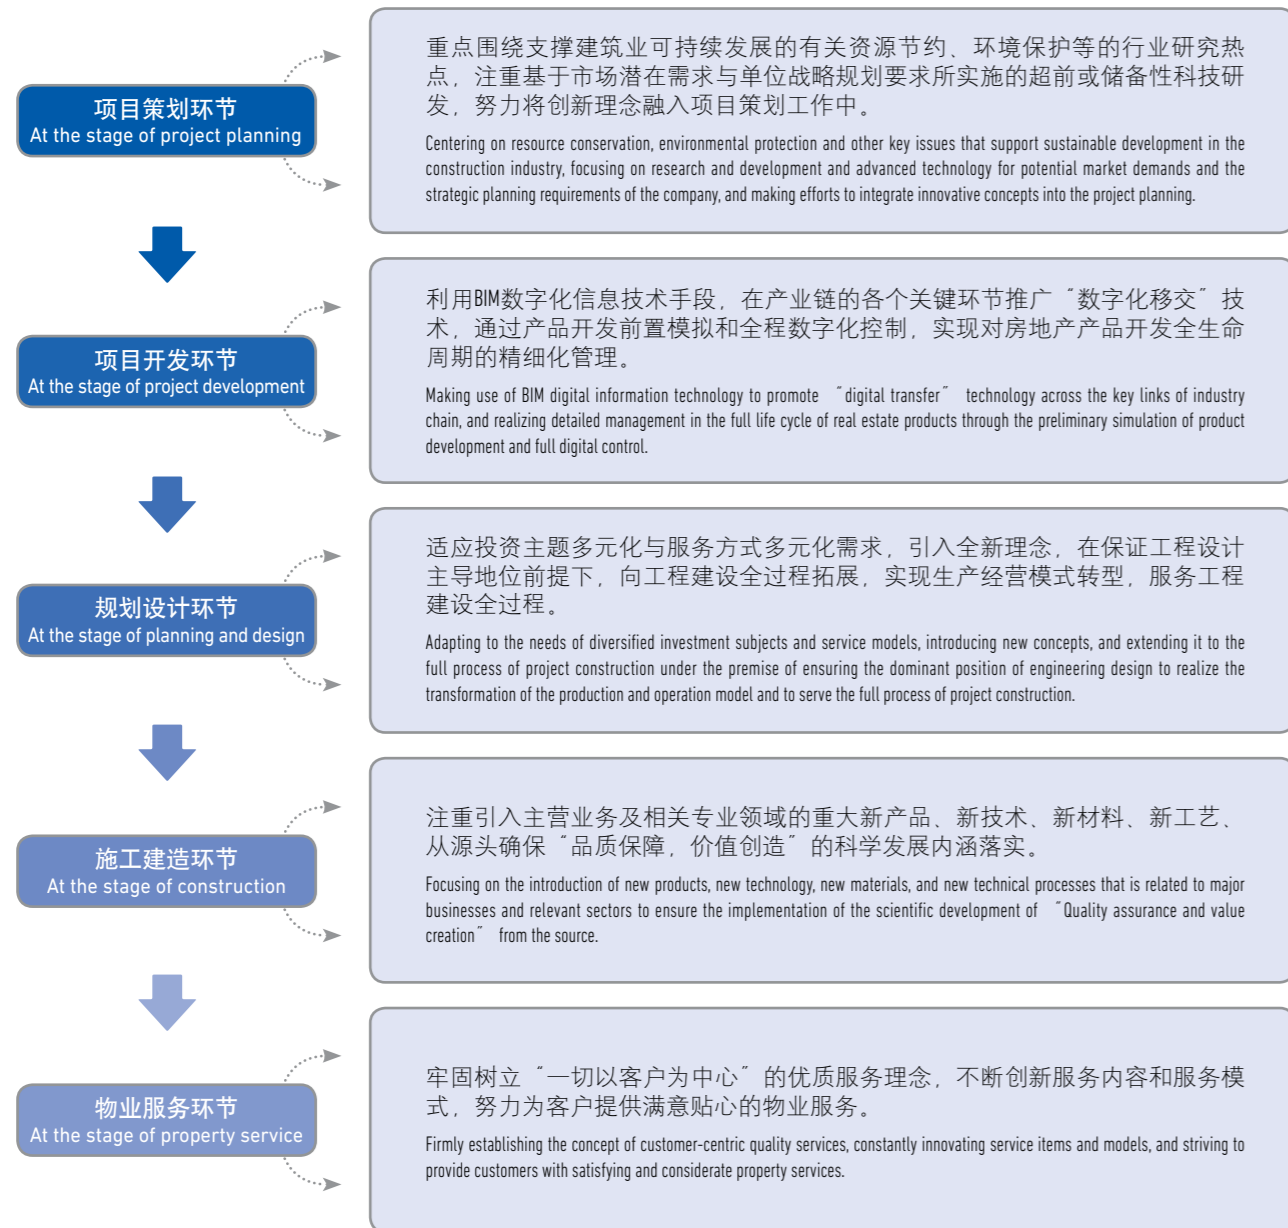 项目策划环节
At the stage of project planning
重点围绕支撑建筑业可持续发展的有关资源节约、环境保护等的行业研究热
点，注重基于市场潜在需求与单位战略规划要求所实施的超前或储备性科技研
发，努力将创新理念融入项目策划工作中。
Centering on resource conservation, environmental protection and other key issues that support sustainable development in the
construction industry, focusing on research and development and advanced technology for potential market demands and the
strategic planning requirements of the company, and making efforts to integrate innovative concepts into the project planning.
项目开发环节
At the stage of project development
利用BIM数字化信息技术手段，在产业链的各个关键环节推广“数字化移交”技
术，通过产品开发前置模拟和全程数字化控制，实现对房地产产品开发全生命
周期的精细化管理。
Making use of BIM digital information technology to promote “digital transfer” technology across the key links of industry
chain, and realizing detailed management in the full life cycle of real estate products through the preliminary simulation of product
development and full digital control.
规划设计环节
At the stage of planning and design
适应投资主题多元化与服务方式多元化需求，引入全新理念，在保证工程设计
主导地位前提下，向工程建设全过程拓展，实现生产经营模式转型，服务工程
建设全过程。
Adapting to the needs of diversified investment subjects and service models, introducing new concepts, and extending it to the
full process of project construction under the premise of ensuring the dominant position of engineering design to realize the
transformation of the production and operation model and to serve the full process of project construction.
施工建造环节
At the stage of construction
注重引入主营业务及相关专业领域的重大新产品、新技术、新材料、新工艺、
从源头确保“品质保障，价值创造”的科学发展内涵落实。
Focusing on the introduction of new products, new technology, new materials, and new technical processes that is related to major
businesses and relevant sectors to ensure the implementation of the scientific development of “Quality assurance and value
creation” from the source.
物业服务环节
At the stage of property service
牢固树立“一切以客户为中心”的优质服务理念，不断创新服务内容和服务模
式，努力为客户提供满意贴心的物业服务。
Firmly establishing the concept of customer-centric quality services, constantly innovating service items and models, and striving to
provide customers with satisfying and considerate property services.